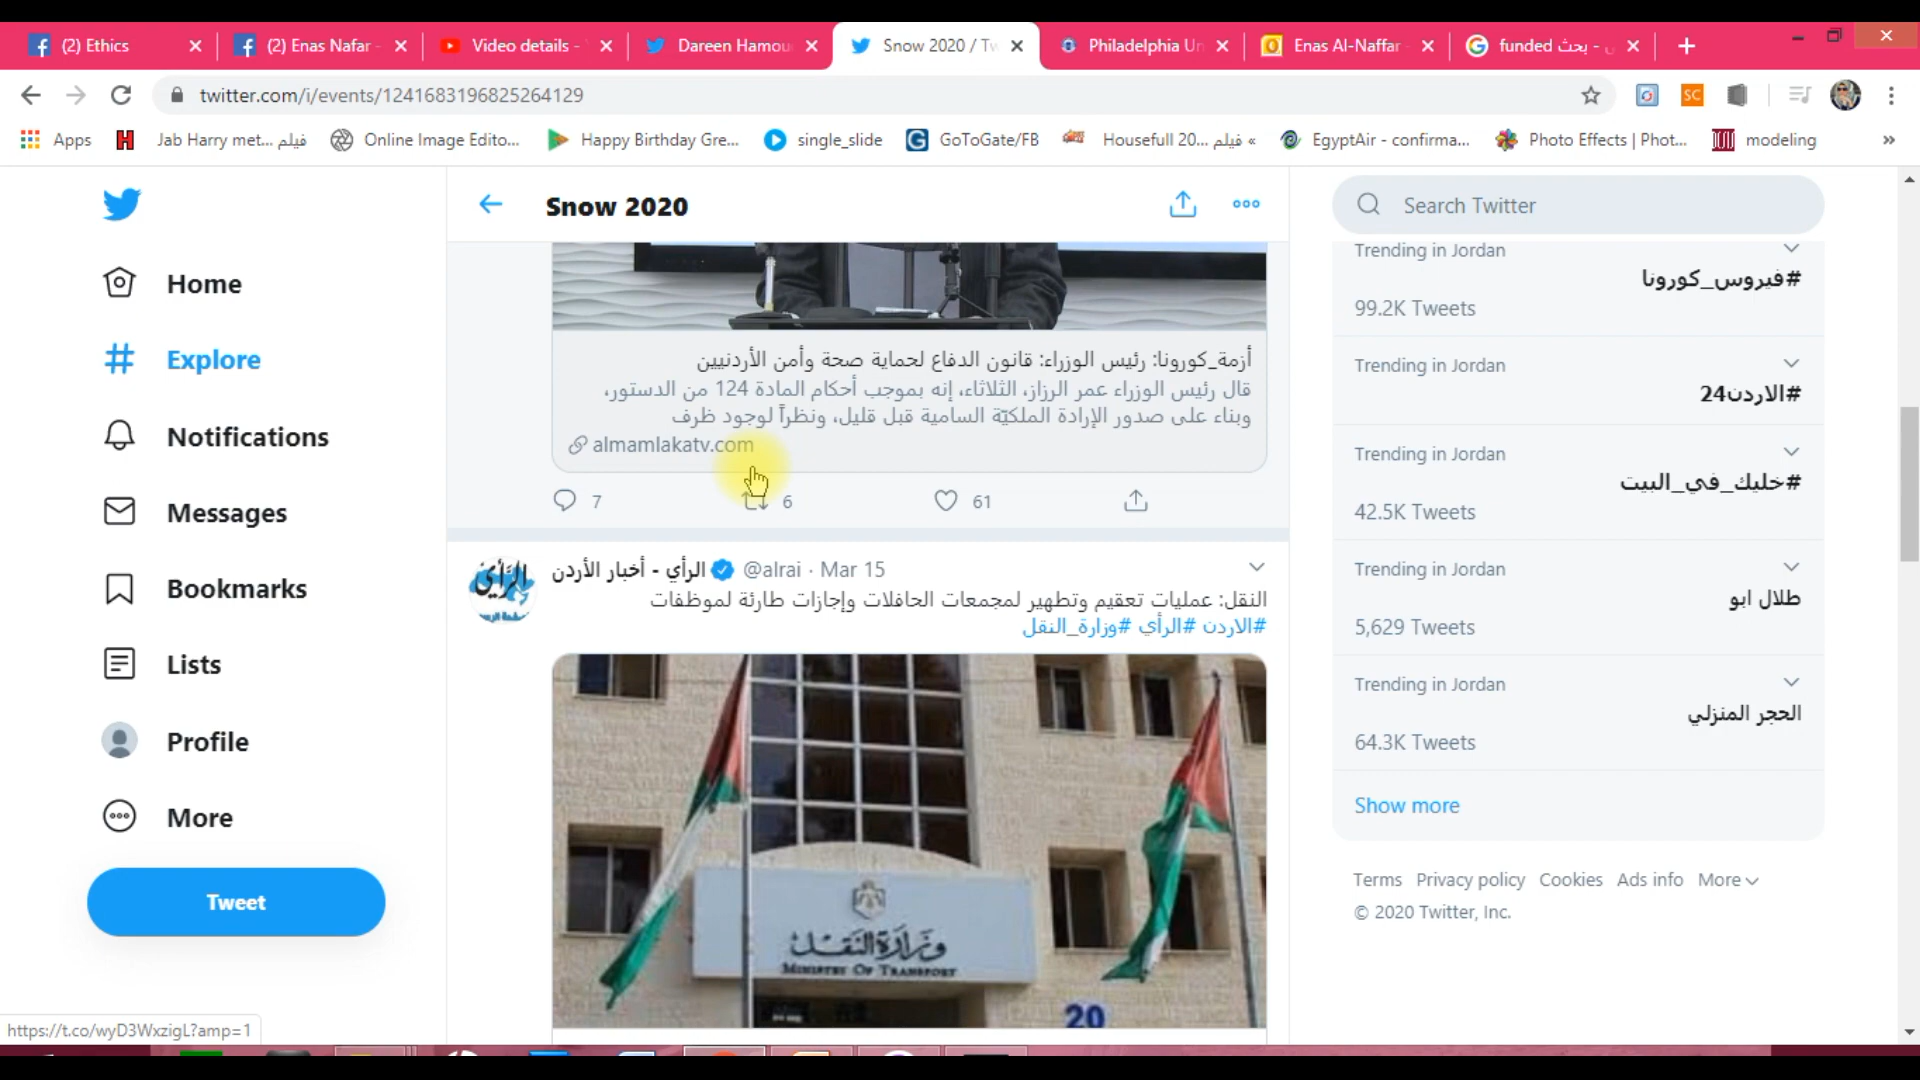 (2) Ethics
(2) Enas Nafar -
Video details -
Dareen Hamou
Snow 2020 / Tw
Philadelphia Un
Enas Al-Naffar
funded بحث -
twitter.com/i/events/1241683196825264129
SC
Apps
Jab Harry met... فيلم
Online Image Edito...
Happy Birthday Gre...
single_slide
GoToGate/FB
Housefull 20... فيلم »
EgyptAir - confirma...
Photo Effects | Phot...
modeling
Home
Explore
Notifications
Messages
Bookmarks
Lists
Profile
More
Tweet
https://t.co/wyD3WxzigL?amp=1
Snow 2020
أزمة_كورونا: رئيس الوزراء: قانون الدفاع لحماية صحة وأمن الأردنيين
قال رئيس الوزراء عمر الرزاز، الثلاثاء، إنه بموجب أحكام المادة 124 من الدستور،
وبناء على صدور الإرادة الملكيّة السامية قبل قليل، ونظراً لوجود ظرف
almamlakatv.com
7
6
61
الرأي - أخبار الأردن @alrai · Mar 15
النقل: عمليات تعقيم وتطهير لمجمعات الحافلات وإجازات طارئة لموظفات
#الاردن #الرأي #وزارة_النقل
وزارة النقل
MINISTRY OF TRANSPORT
20
Search Twitter
Trending in Jordan
#فيروس_كورونا
99.2K Tweets
Trending in Jordan
#الاردن24
Trending in Jordan
#خليك_في_البيت
42.5K Tweets
Trending in Jordan
طلال ابو
5,629 Tweets
Trending in Jordan
الحجر المنزلي
64.3K Tweets
Show more
Terms Privacy policy Cookies Ads info More
© 2020 Twitter, Inc.